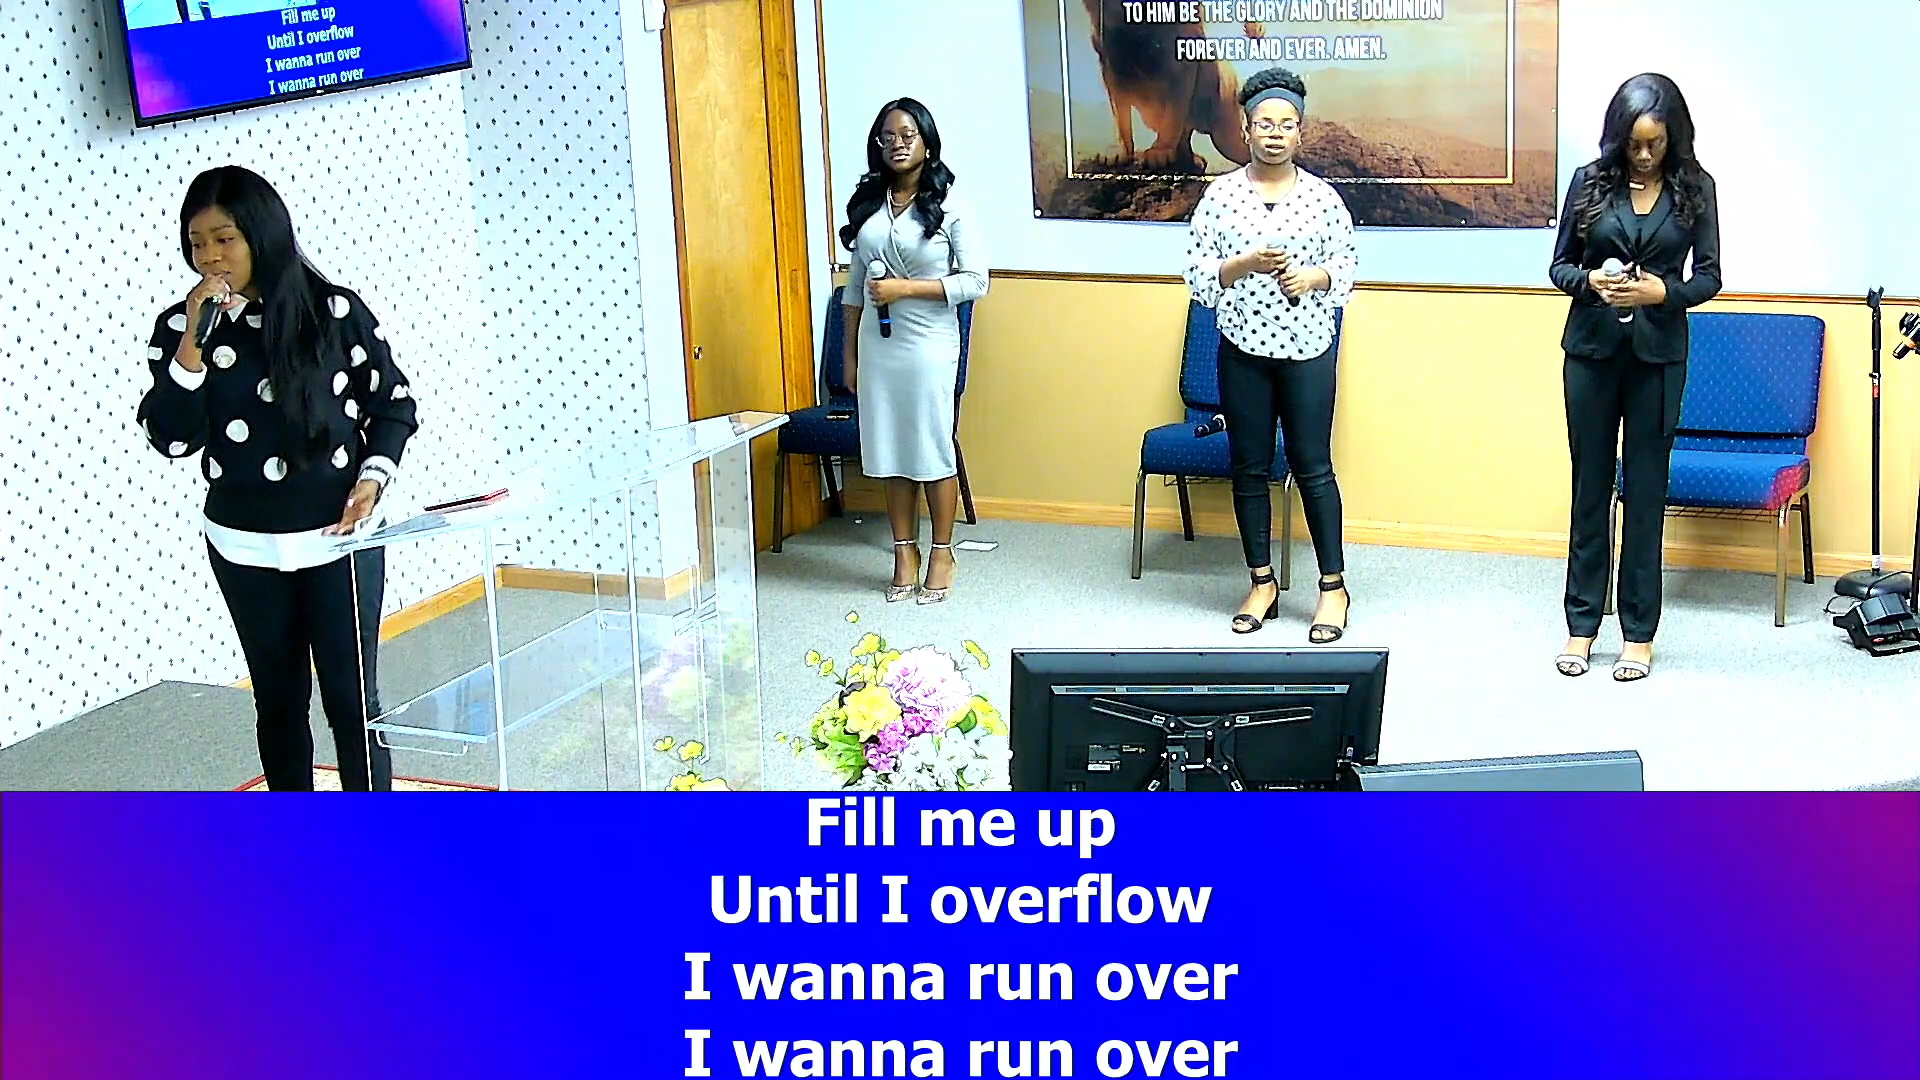 Fill me up
Until I overflow
I wanna run over
I wanna run over
TO HIM BE THE GLORY AND THE DOMINION
FOREVER AND EVER. AMEN.
Fill me up
Until I overflow
I wanna run over
I wanna run over